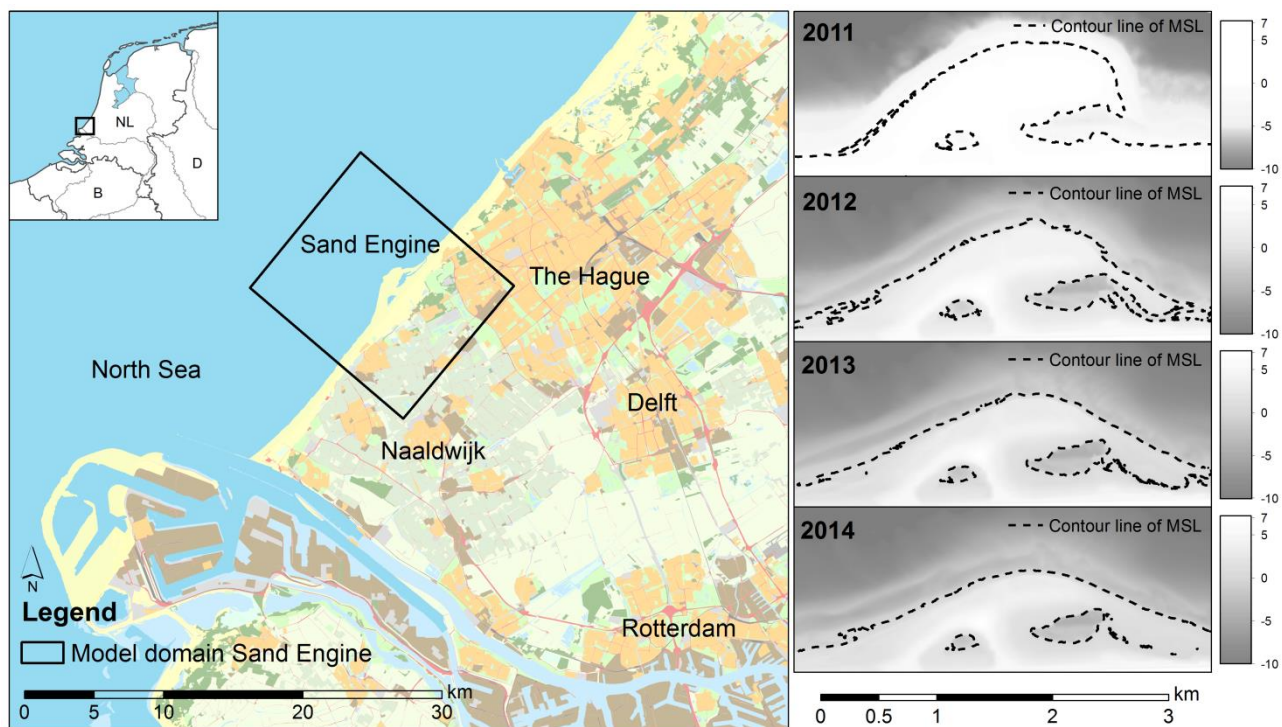 NL
D
B
Sand Engine
The Hague
North Sea
Delft
Naaldwijk
N
Legend
Rotterdam
Model domain Sand Engine
km
0 5 10 20 30
2011
Contour line of MSL
7
5
0
-5
-10
2012
Contour line of MSL
7
5
0
-5
-10
2013
Contour line of MSL
7
5
0
-5
-10
2014
Contour line of MSL
7
5
0
-5
-10
km
0 0.5 1 2 3